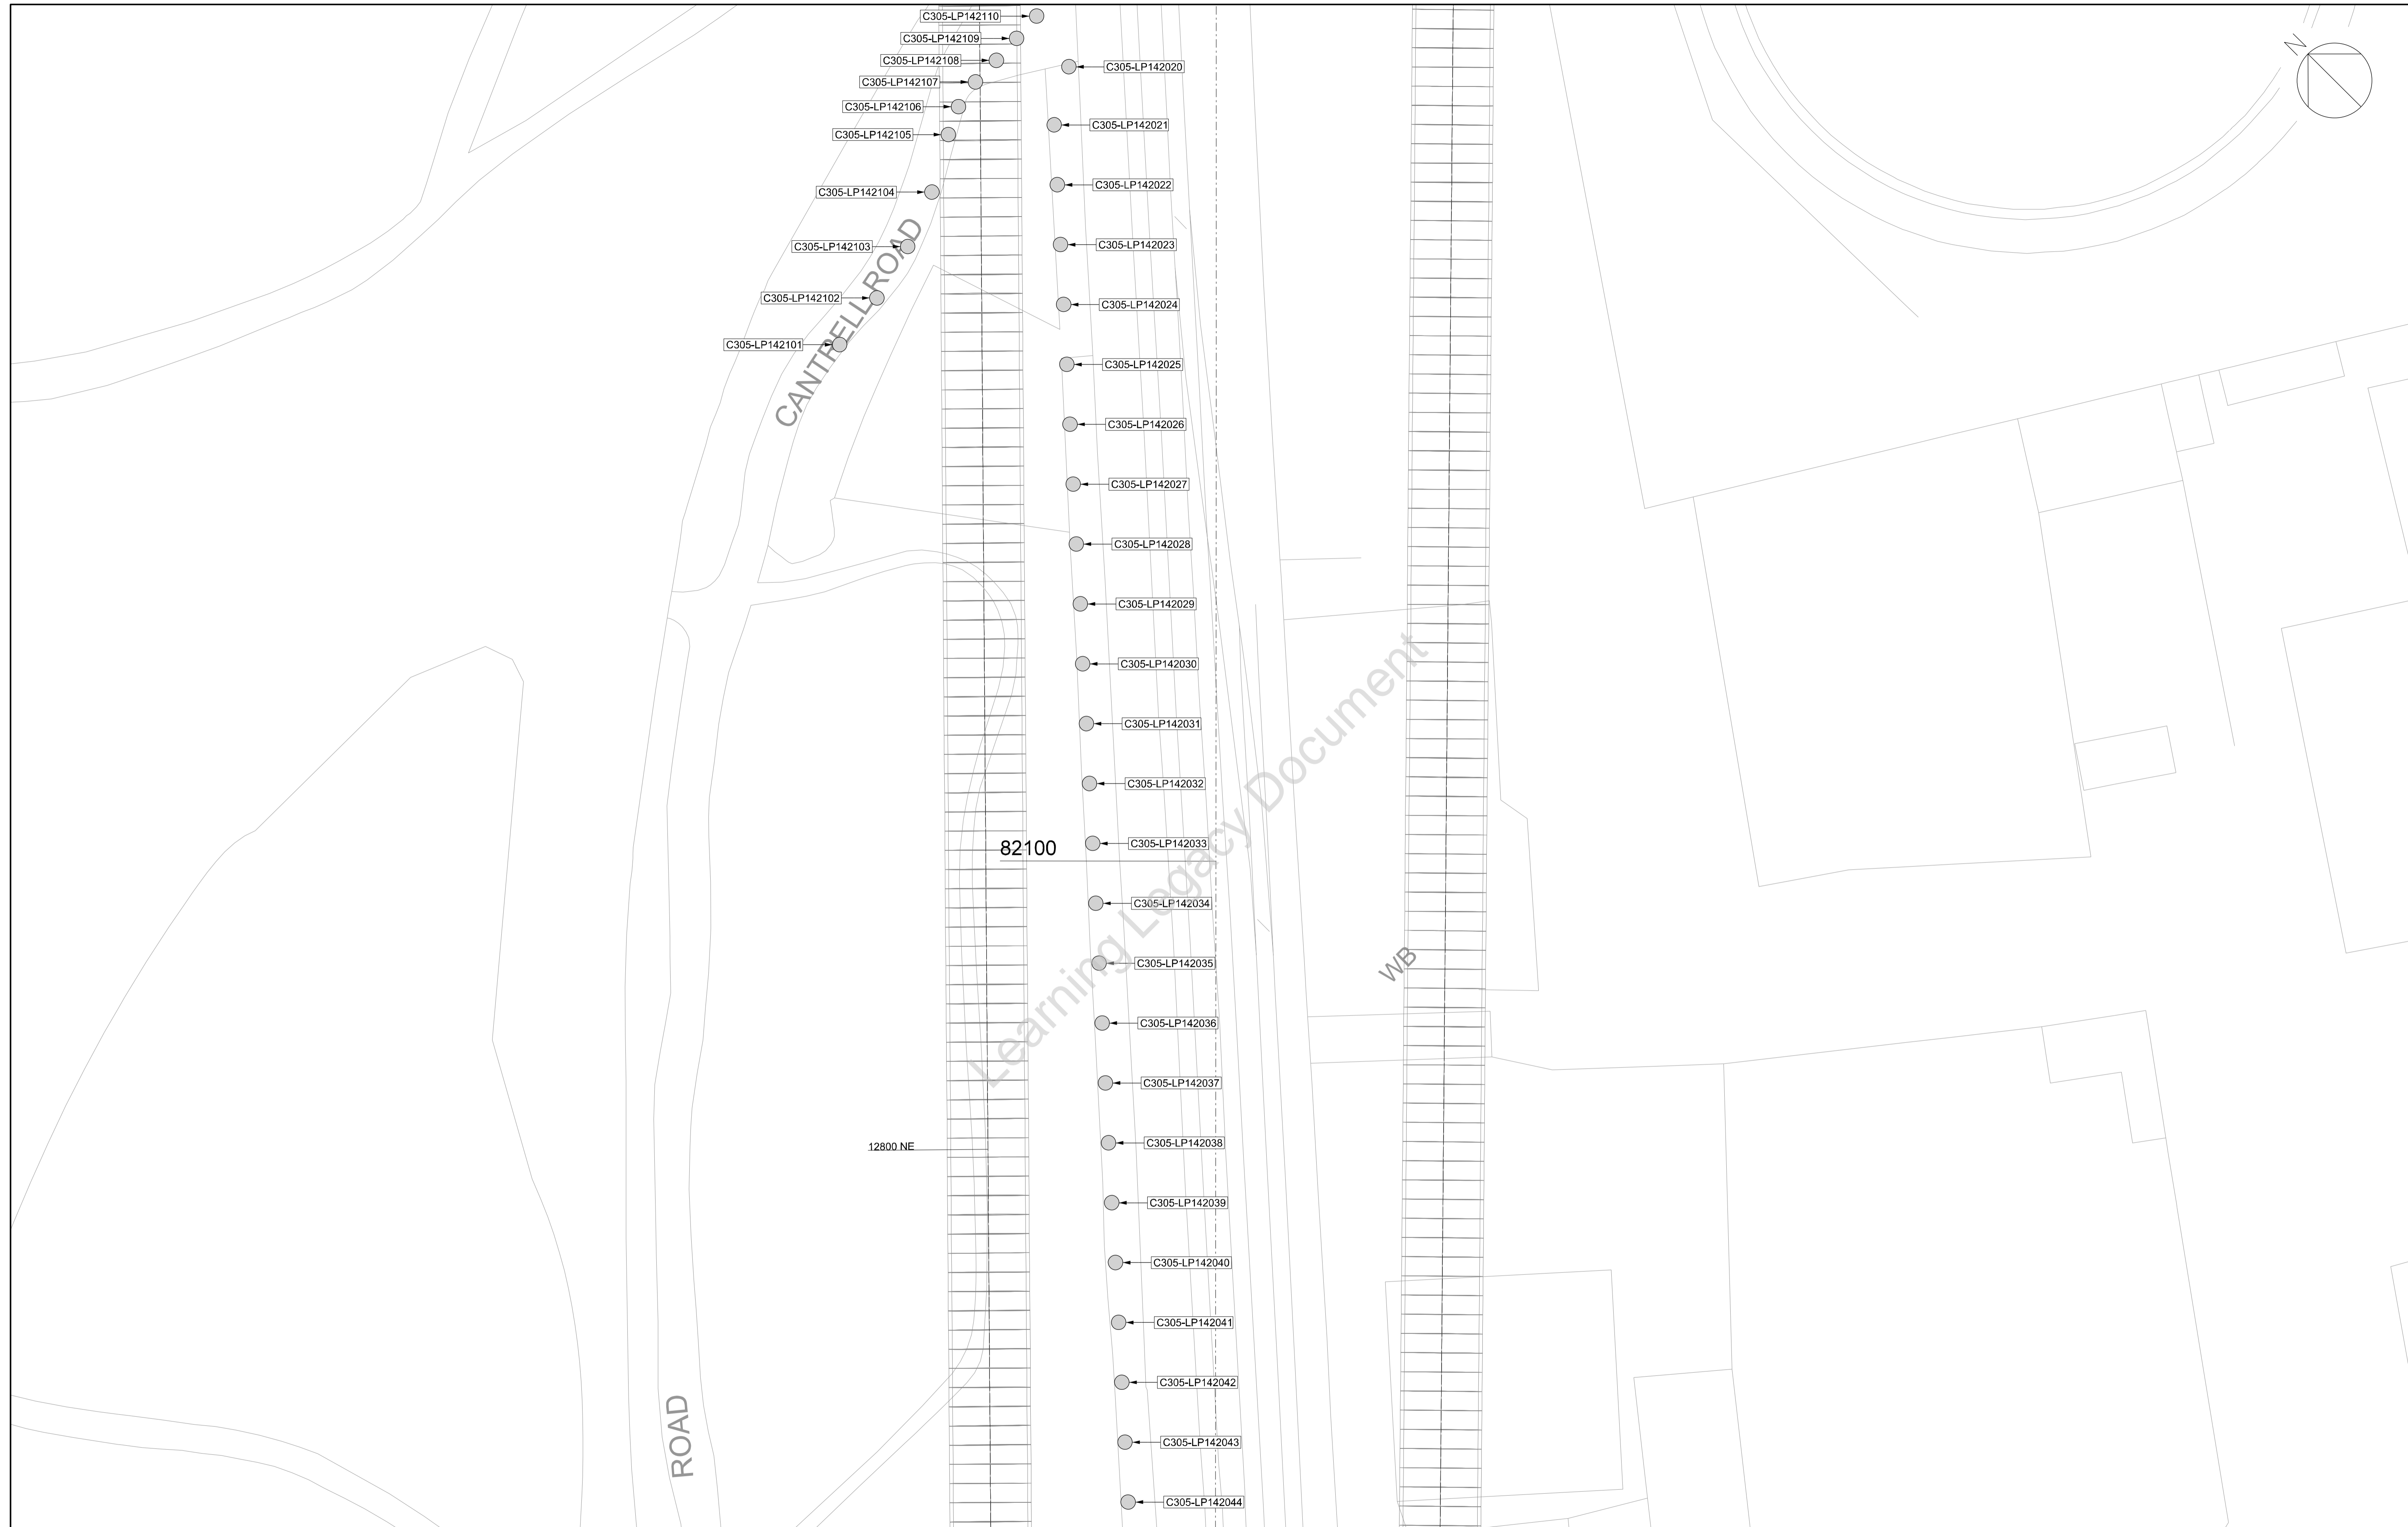 C305-LP142110
C305-LP142109
C305-LP142108
C305-LP142107
C305-LP142106
C305-LP142105
C305-LP142104
C305-LP142103
C305-LP142102
C305-LP142101
CANTRELL ROAD
C305-LP142020
C305-LP142021
C305-LP142022
C305-LP142023
C305-LP142024
C305-LP142025
C305-LP142026
C305-LP142027
C305-LP142028
C305-LP142029
C305-LP142030
C305-LP142031
C305-LP142032
C305-LP142033
C305-LP142034
C305-LP142035
C305-LP142036
C305-LP142037
C305-LP142038
C305-LP142039
C305-LP142040
C305-LP142041
C305-LP142042
C305-LP142043
C305-LP142044
N
82100
Learning Legacy Document
WB
12800 NE
ROAD